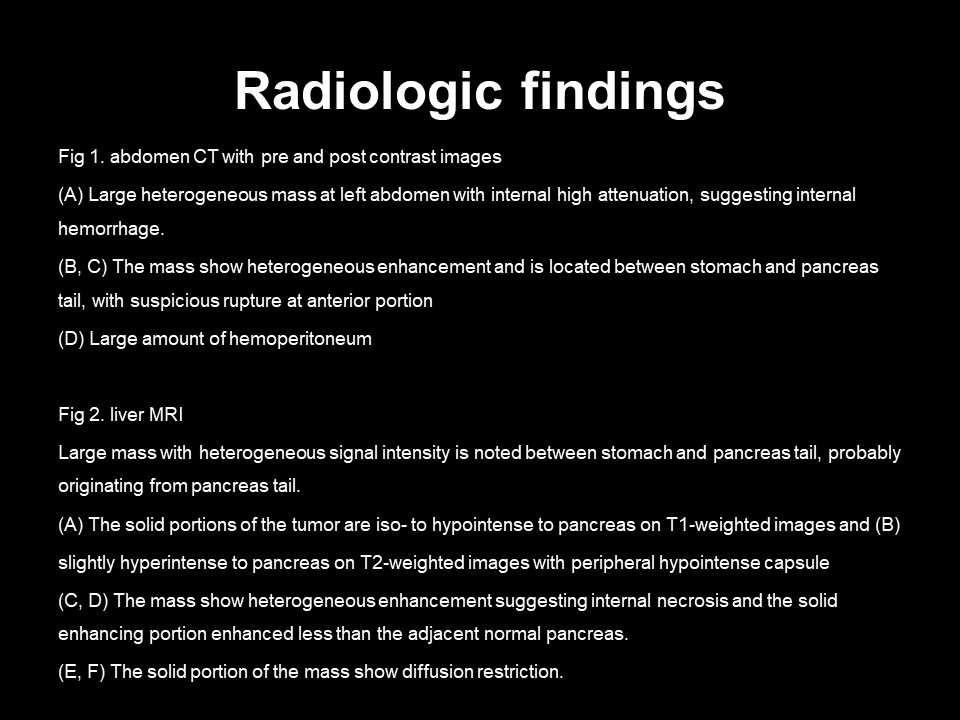 Radiologic findings
Fig 1. abdomen CT with pre and post contrast images
(A) Large heterogeneous mass at left abdomen with internal high attenuation, suggesting internal
hemorrhage.
(B, C) The mass show heterogeneous enhancement and is located between stomach and pancreas
tail, with suspicious rupture at anterior portion
(D) Large amount of hemoperitoneum
Fig 2. liver MRI
Large mass with heterogeneous signal intensity is noted between stomach and pancreas tail, probably
originating from pancreas tail.
(A) The solid portions of the tumor are iso- to hypointense to pancreas on T1-weighted images and (B)
slightly hyperintense to pancreas on T2-weighted images with peripheral hypointense capsule
(C, D) The mass show heterogeneous enhancement suggesting internal necrosis and the solid
enhancing portion enhanced less than the adjacent normal pancreas.
(E, F) The solid portion of the mass show diffusion restriction.